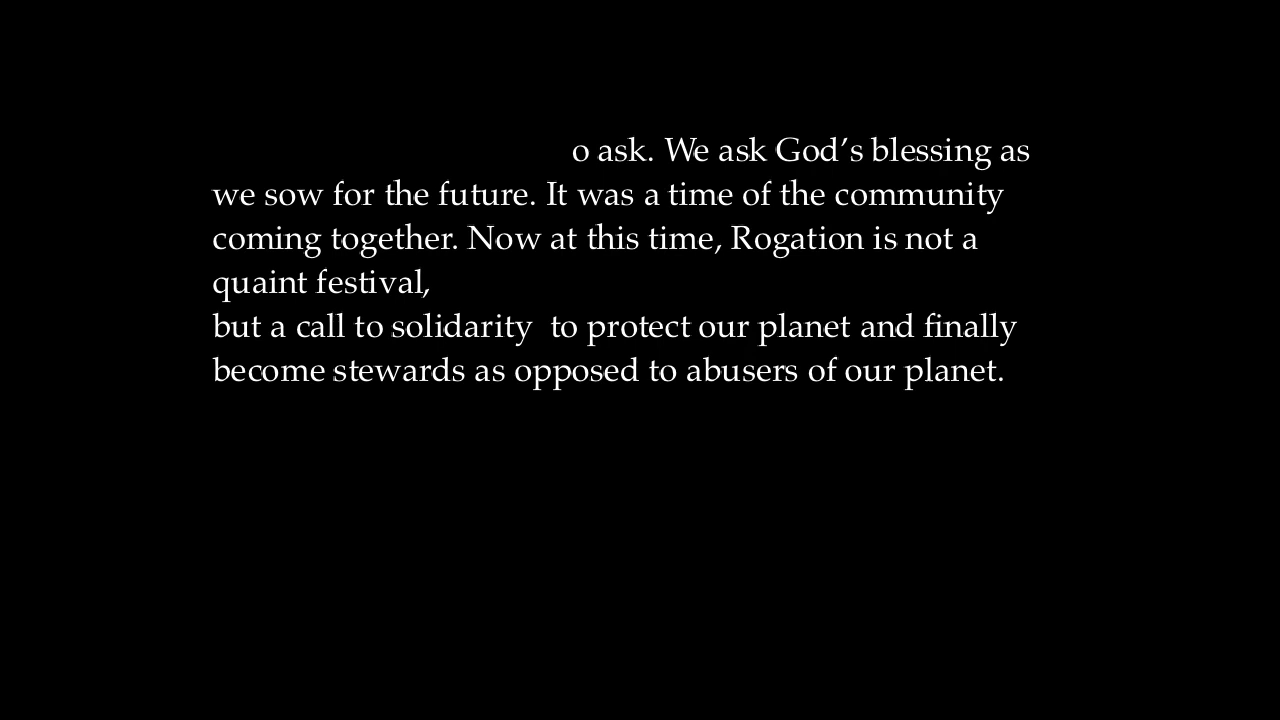 o ask. We ask God’s blessing as
we sow for the future. It was a time of the community
coming together. Now at this time, Rogation is not a
quaint festival,
but a call to solidarity  to protect our planet and finally
become stewards as opposed to abusers of our planet.